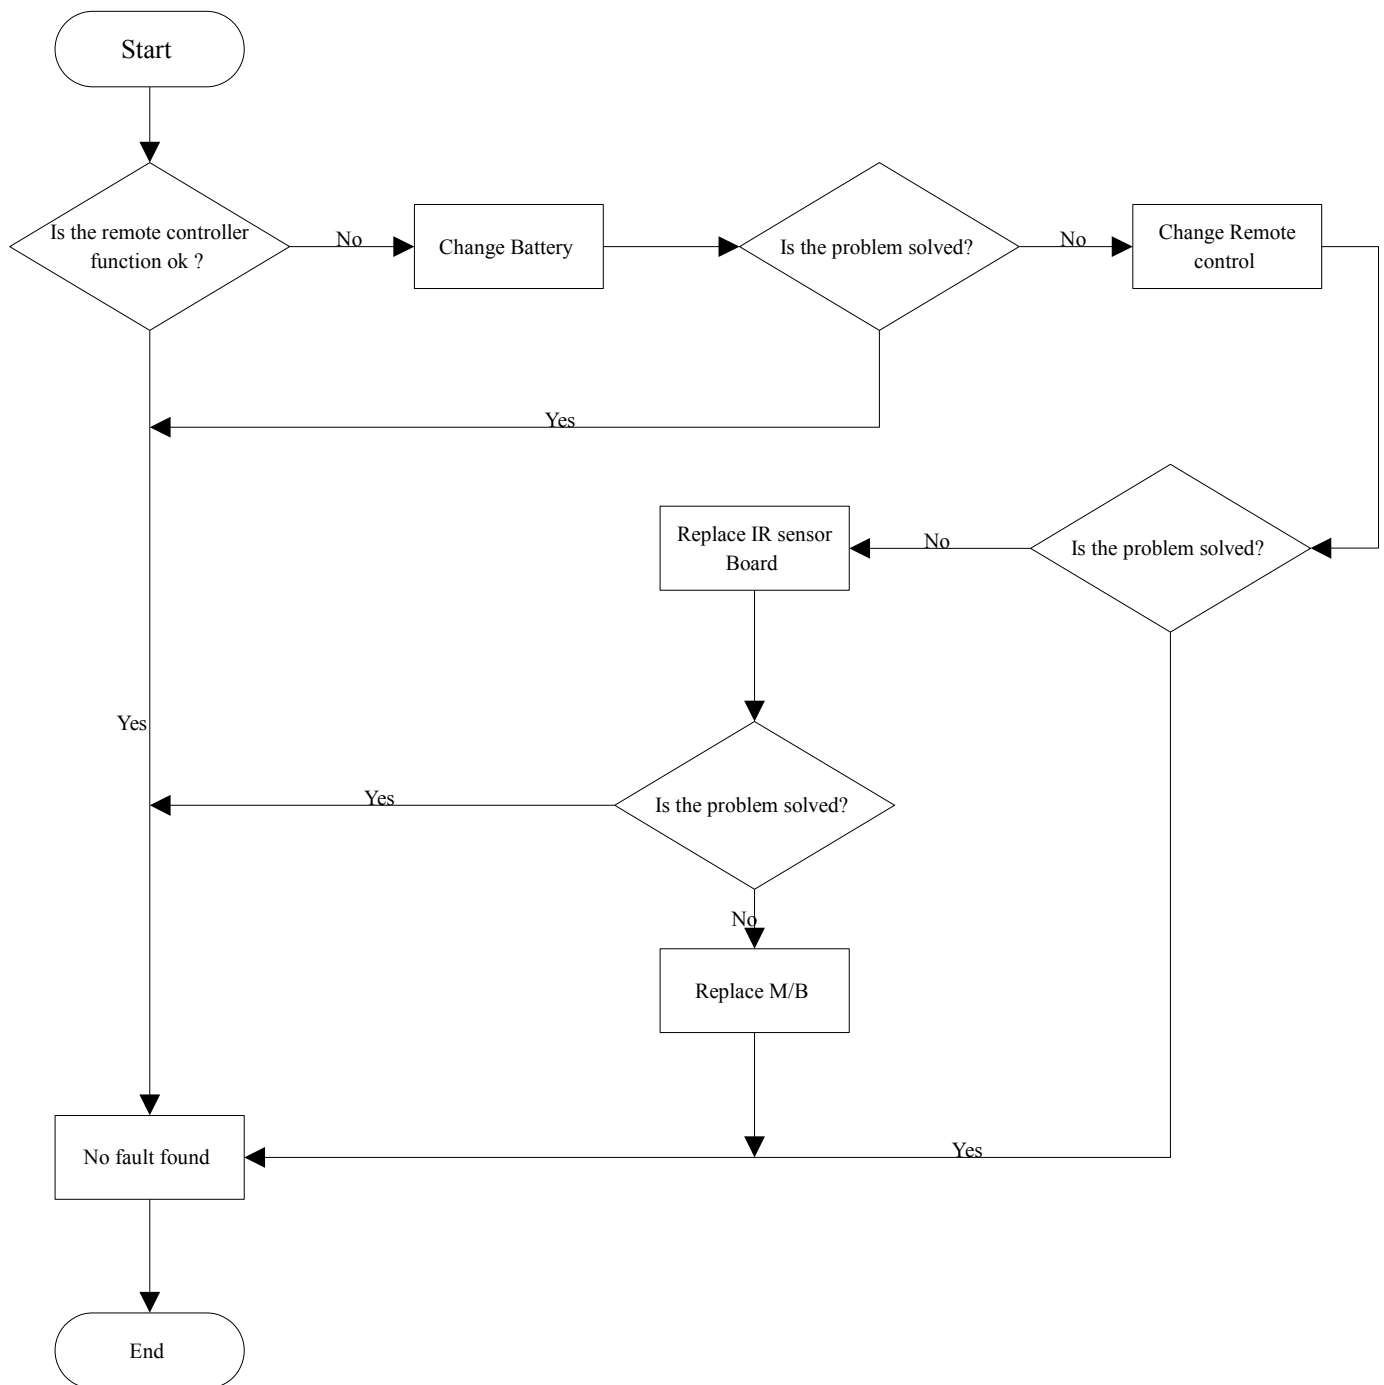 Start
Is the remote controller
function ok ?
No
Change Battery
Is the problem solved?
No
Change Remote
control
Yes
Replace IR sensor
Board
No
Is the problem solved?
Yes
Yes
Is the problem solved?
No
Replace M/B
No fault found
Yes
End